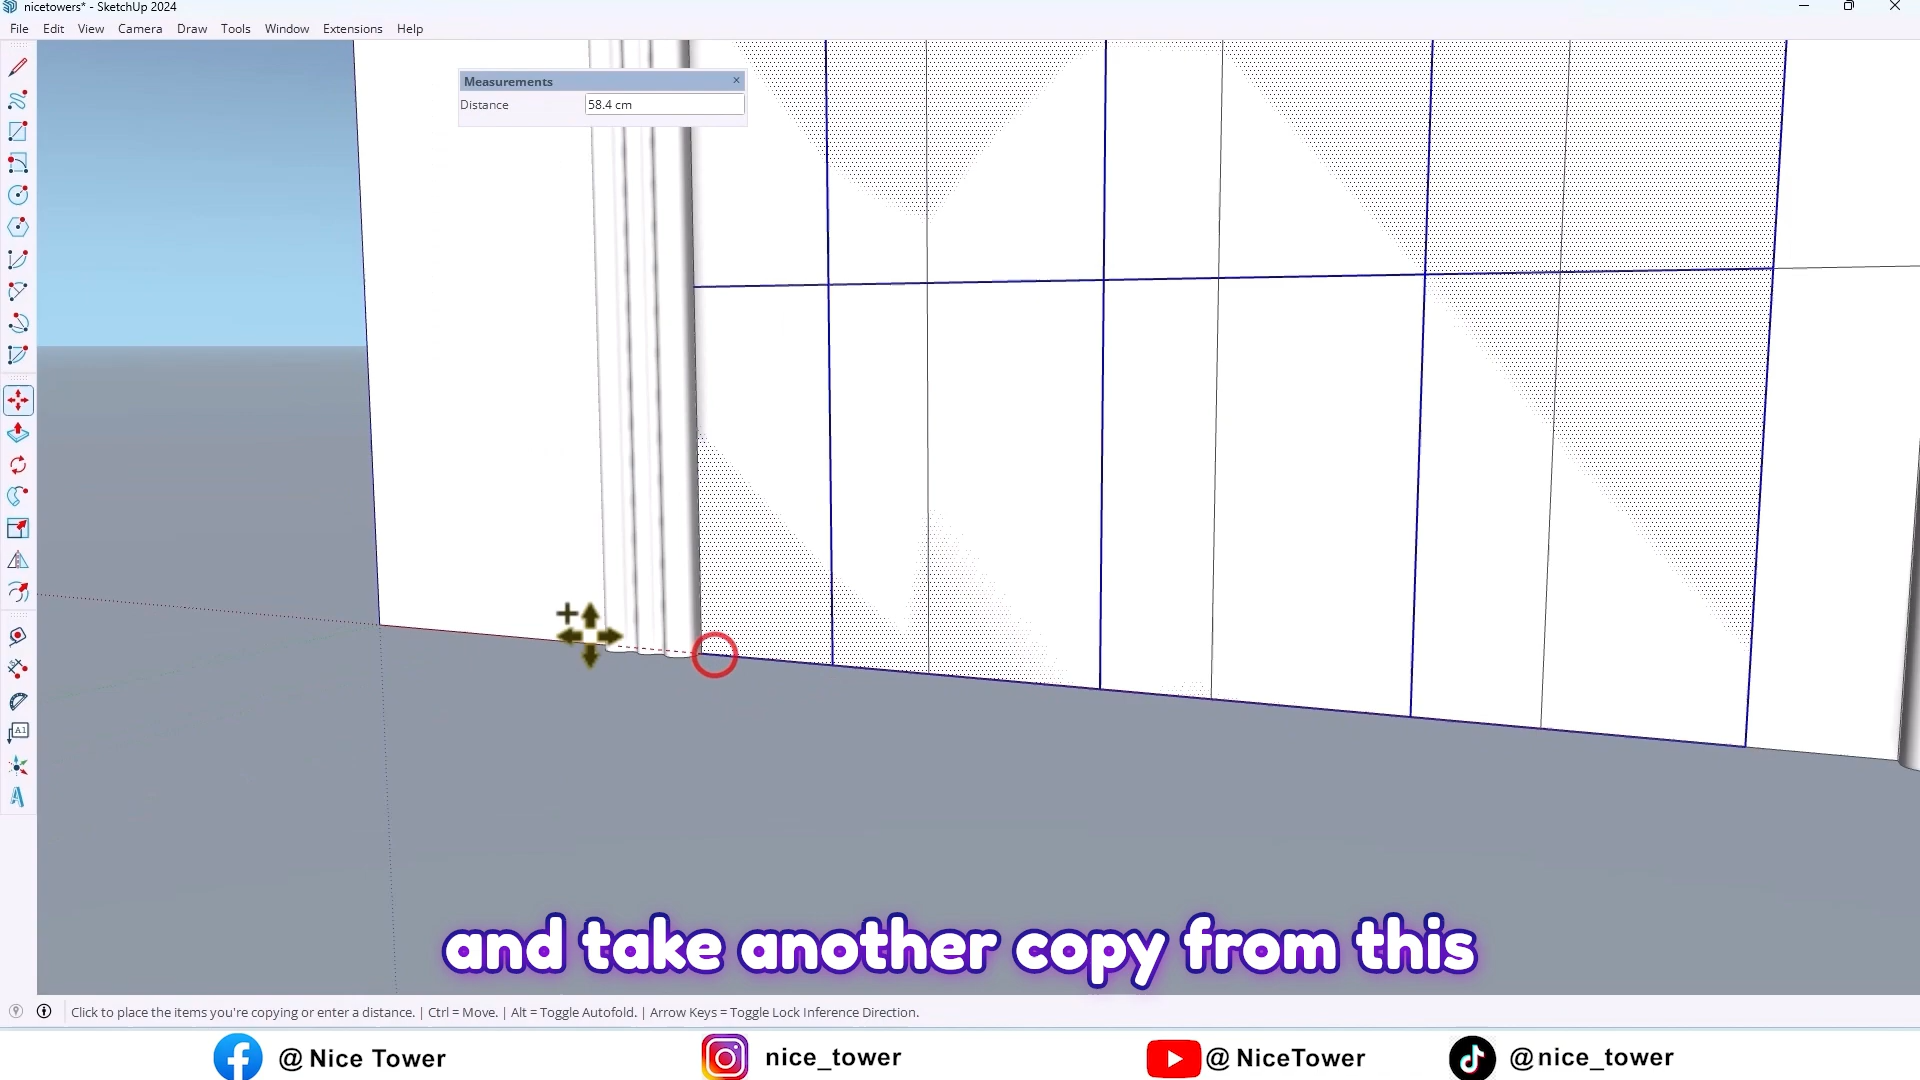 nicetowers* - SketchUp 2024
File Edit View Camera Draw Tools Window Extensions Help
Measurements
Distance 58.4 cm
A1
and take another copy from this
Click to place the items you're copying or enter a distance. | Ctrl = Move. | Alt = Toggle Autofold. | Arrow Keys = Toggle Lock Inference Direction.
@ Nice Tower nice_tower @ NiceTower @nice_tower